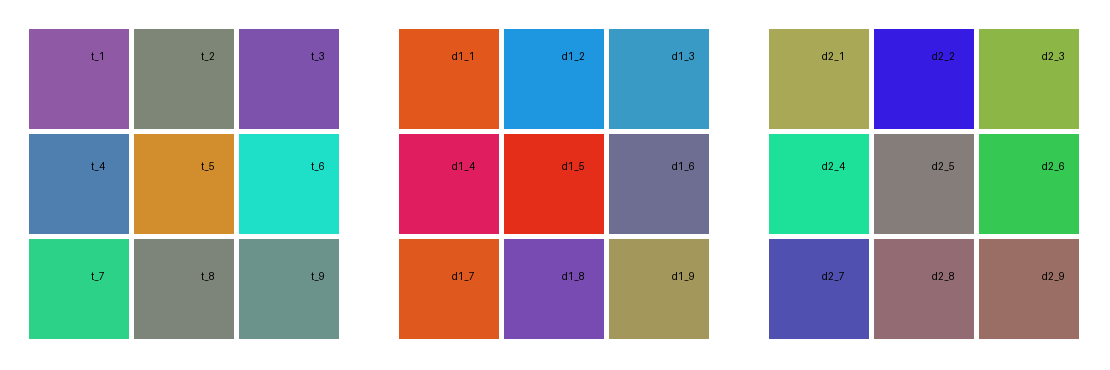 t_1 t_2 t_3 d1_1 d1_2 d1_3 d2_1 d2_2 d2_3
t_4 t_5 t_6 d1_4 d1_5 d1_6 d2_4 d2_5 d2_6
t_7 t_8 t_9 d1_7 d1_8 d1_9 d2_7 d2_8 d2_9